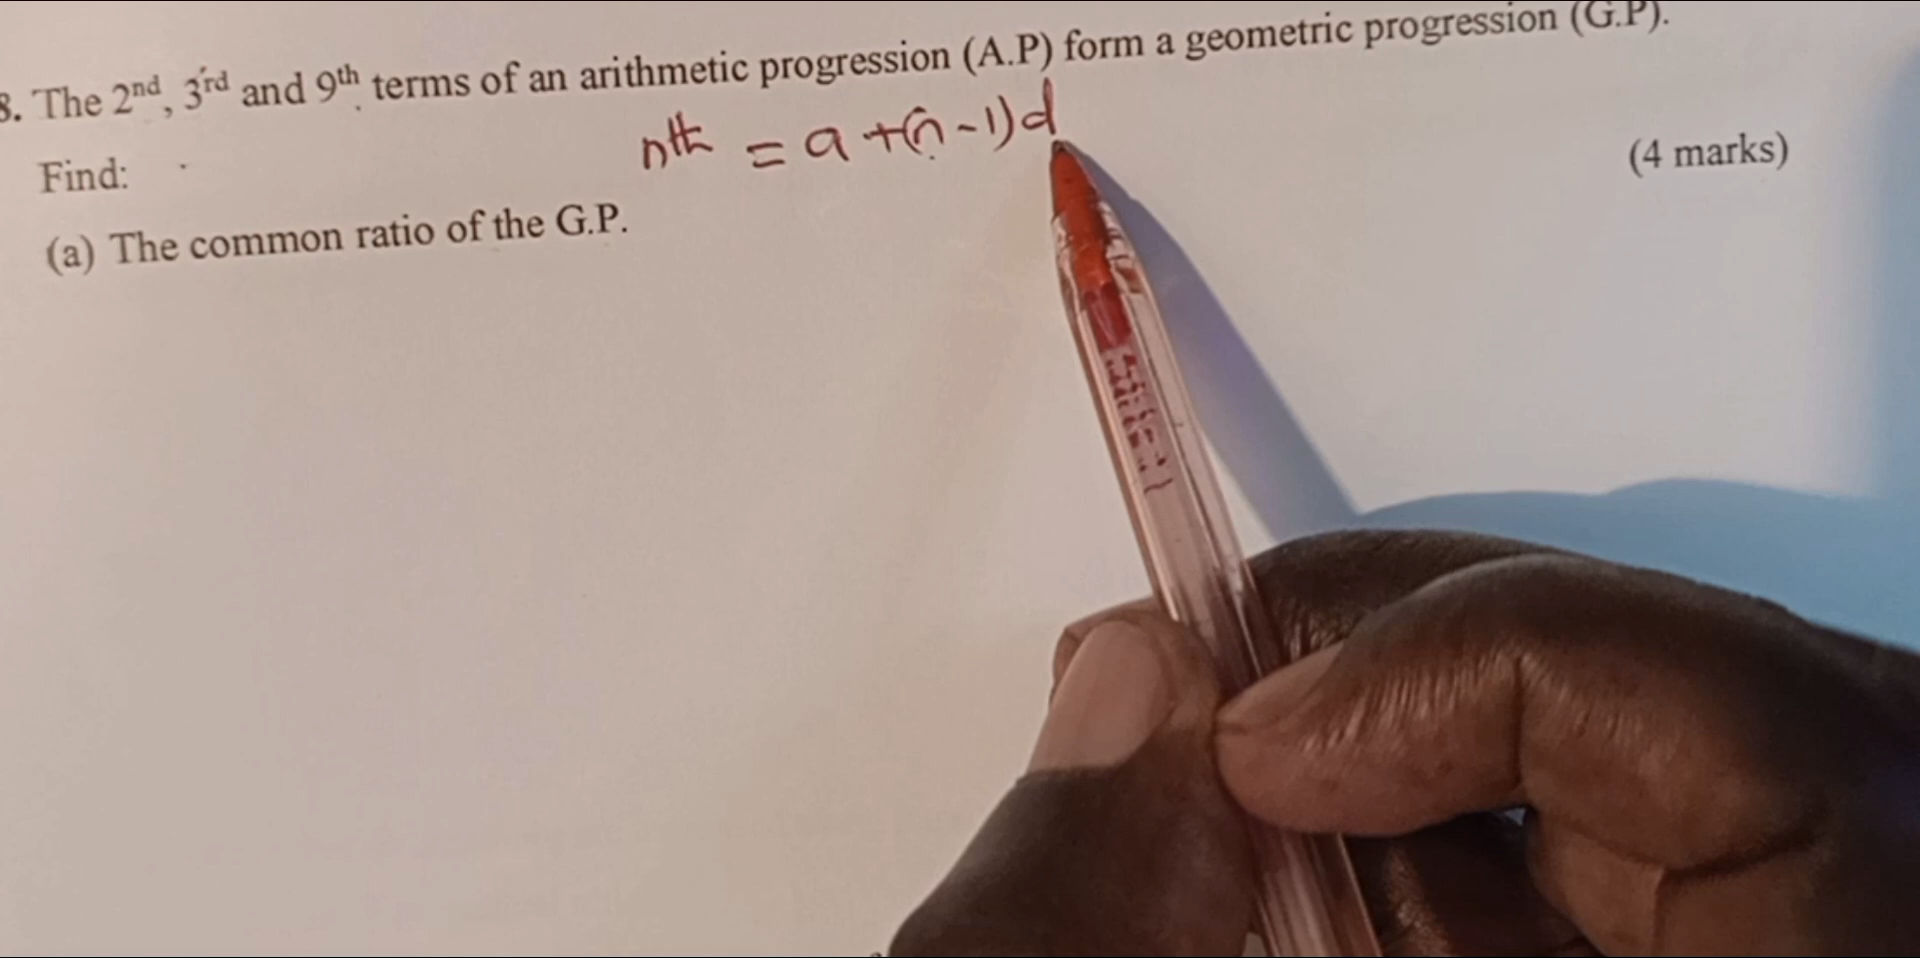 8. The 2nd, 3rd and 9th terms of an arithmetic progression (A.P) form a geometric progression (G.P).
nth = a + (n - 1)d
Find:
(4 marks)
(a) The common ratio of the G.P.